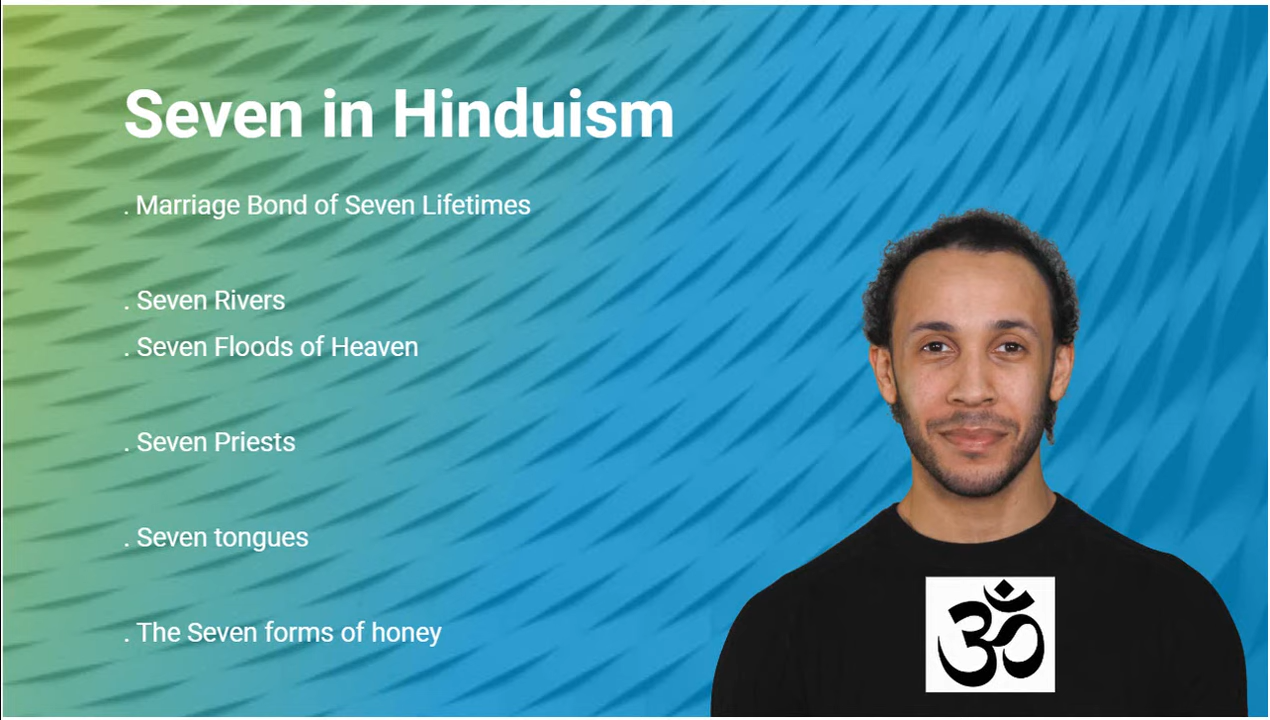 Seven in Hinduism
. Marriage Bond of Seven Lifetimes
. Seven Rivers
. Seven Floods of Heaven
. Seven Priests
. Seven tongues
. The Seven forms of honey
ॐ